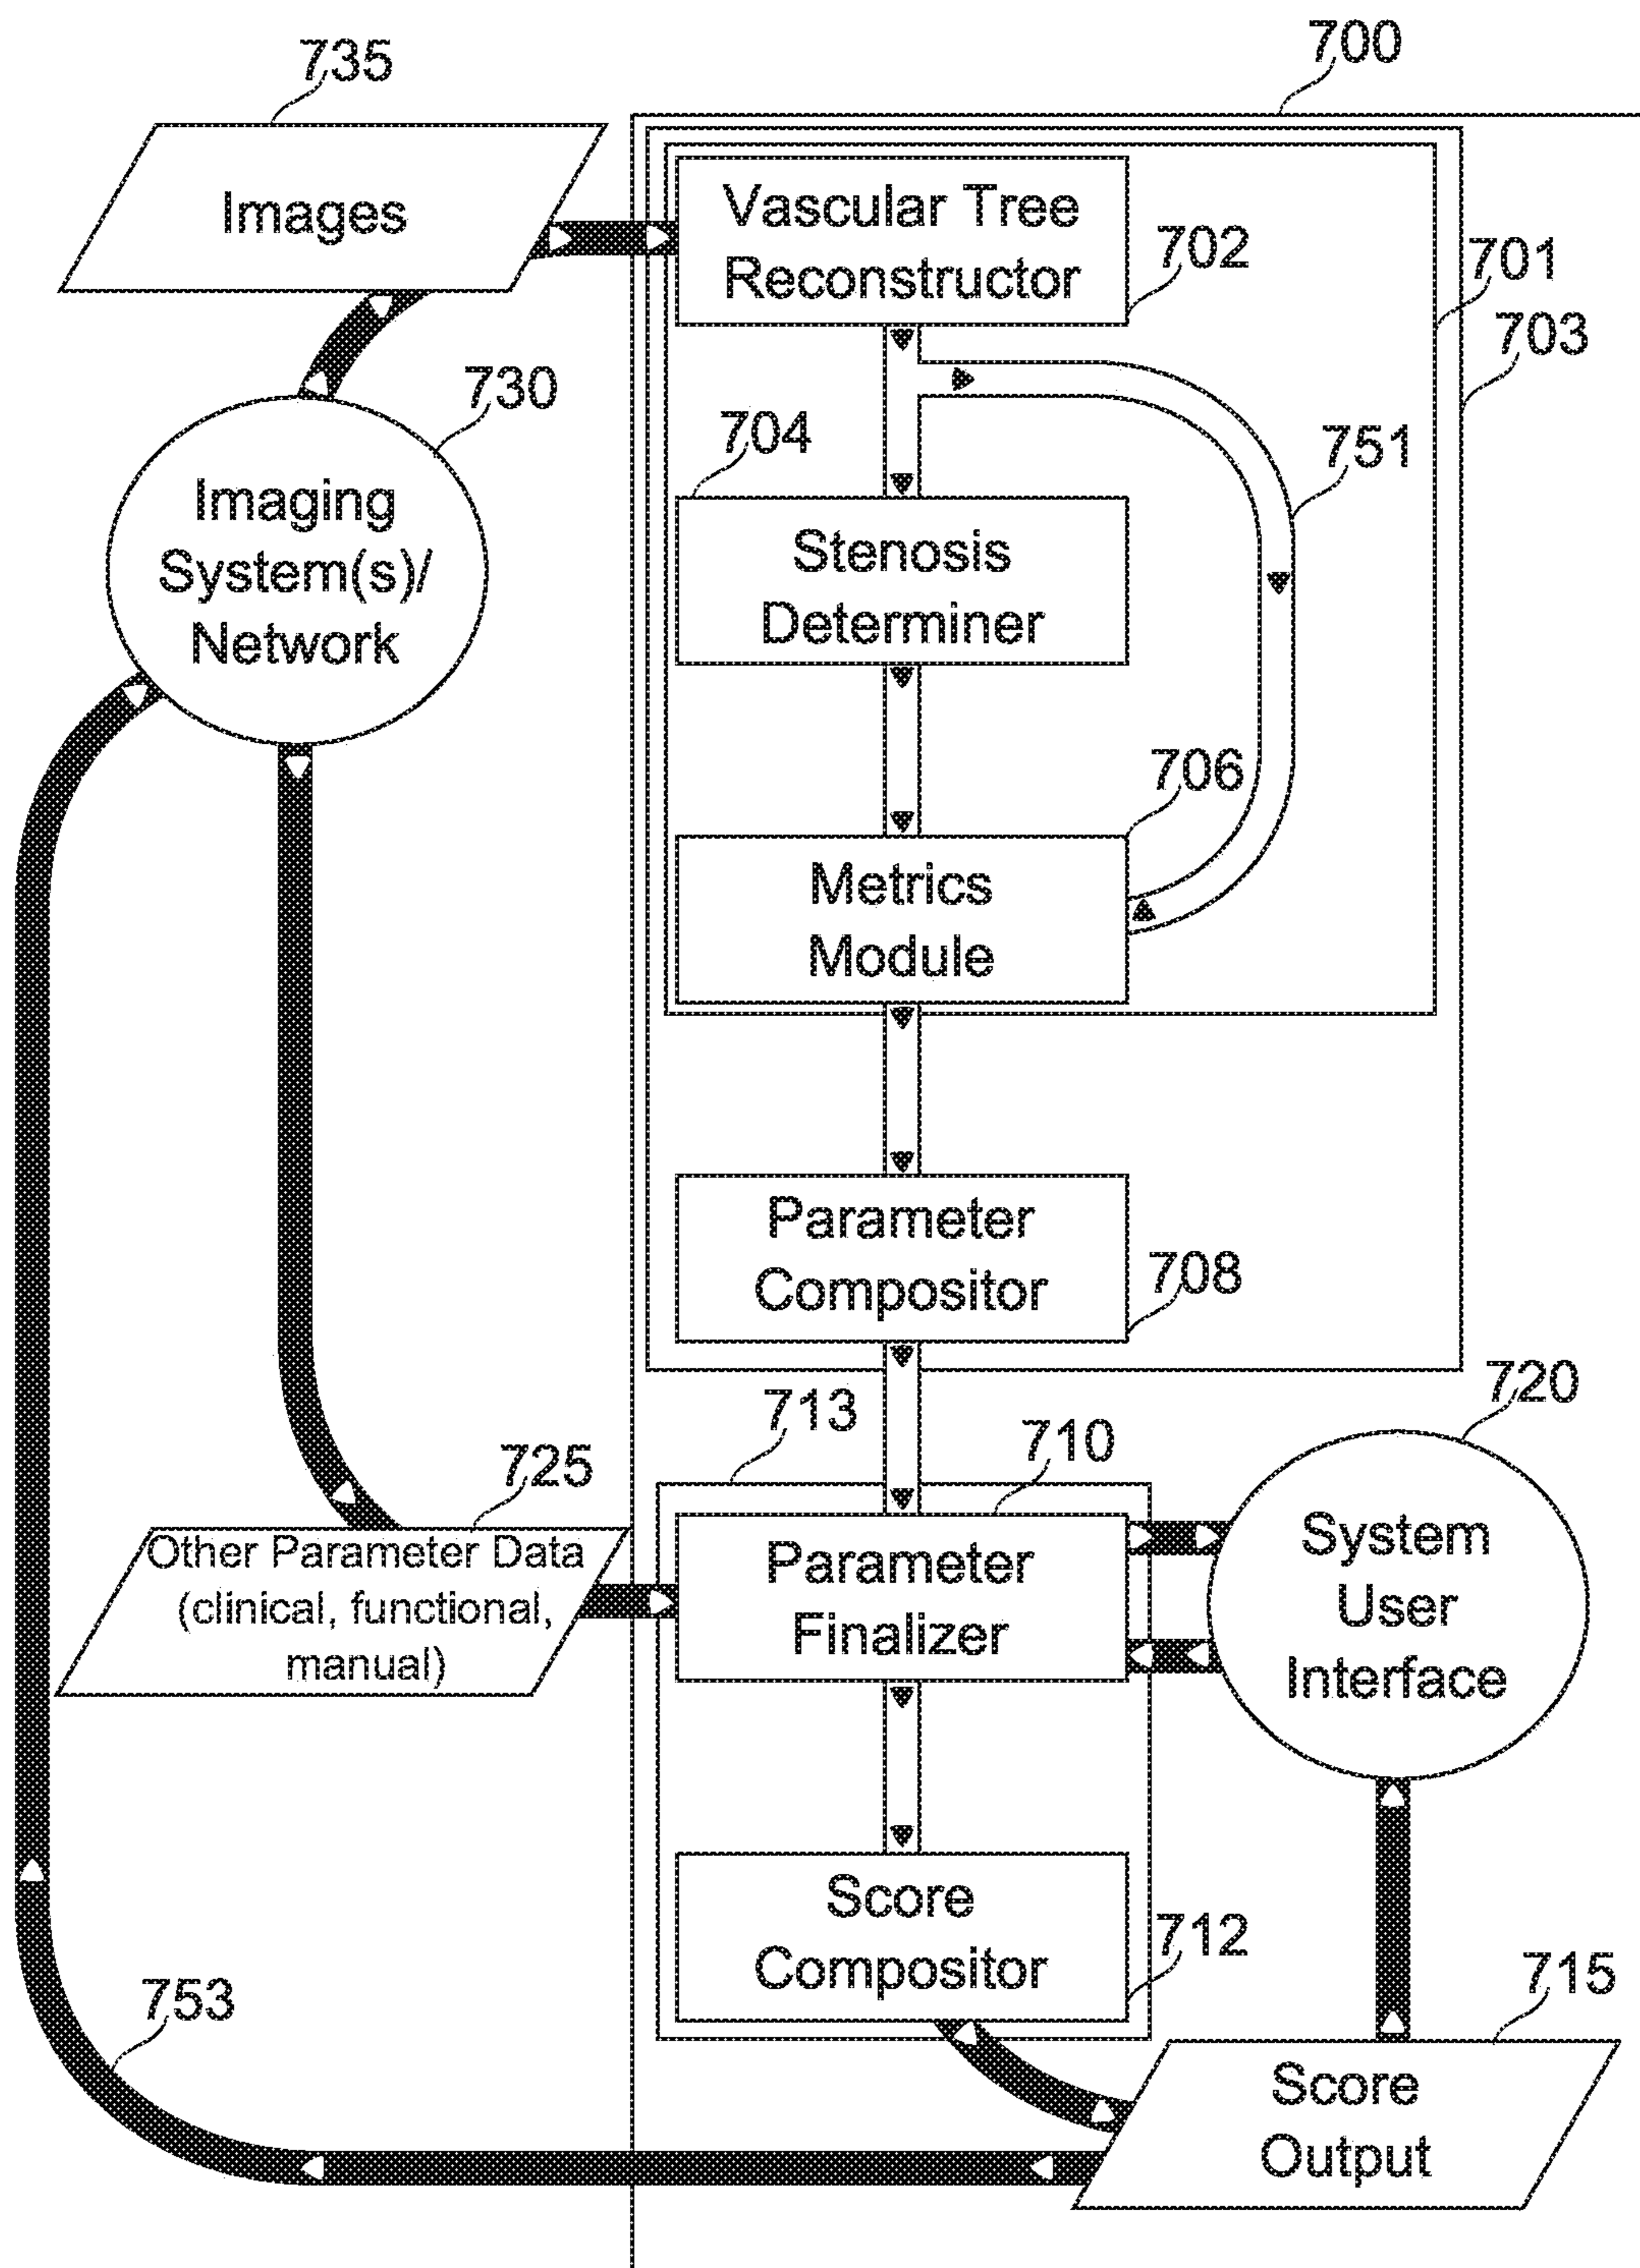 700
735
Images
Vascular Tree
Reconstructor
702
701
703
730
704
751
Imaging
System(s)/
Network
Stenosis
Determiner
706
Metrics
Module
Parameter
Compositor
708
720
713
710
725
Other Parameter Data
(clinical, functional,
manual)
Parameter
Finalizer
System
User
Interface
Score
Compositor
712
715
753
Score
Output